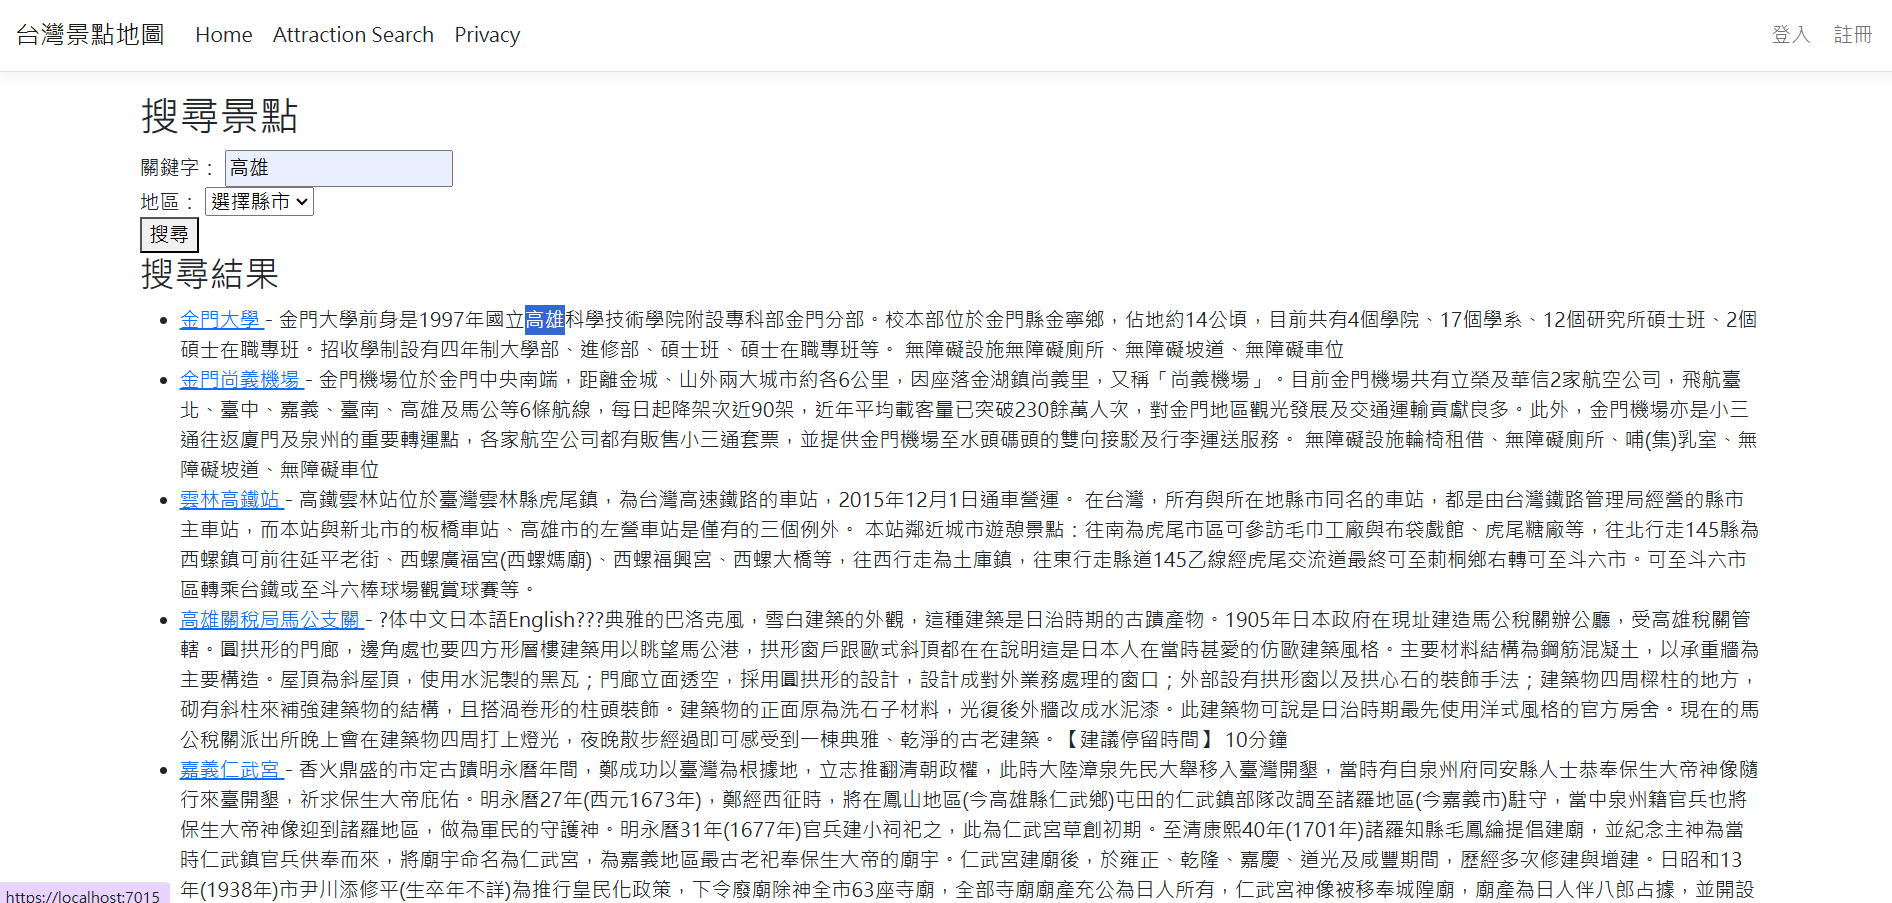 台灣景點地圖 Home Attraction Search Privacy 登入 註冊
搜尋景點
關鍵字： 高雄
地區： 選擇縣市
搜尋
搜尋結果
金門大學 - 金門大學前身是1997年國立高雄科學技術學院附設專科部金門分部。校本部位於金門縣金寧鄉，佔地約14公頃，目前共有4個學院、17個學系、12個研究所碩士班、2個
碩士在職專班。招收學制設有四年制大學部、進修部、碩士班、碩士在職專班等。 無障礙設施無障礙廁所、無障礙坡道、無障礙車位
金門尚義機場 - 金門機場位於金門中央南端，距離金城、山外兩大城市約各6公里，因座落金湖鎮尚義里，又稱「尚義機場」。目前金門機場共有立榮及華信2家航空公司，飛航臺
北、臺中、嘉義、臺南、高雄及馬公等6條航線，每日起降架次近90架，近年平均載客量已突破230餘萬人次，對金門地區觀光發展及交通運輸貢獻良多。此外，金門機場亦是小三
通往返廈門及泉州的重要轉運點，各家航空公司都有販售小三通套票，並提供金門機場至水頭碼頭的雙向接駁及行李運送服務。 無障礙設施輪椅租借、無障礙廁所、哺(集)乳室、無
障礙坡道、無障礙車位
雲林高鐵站 - 高鐵雲林站位於臺灣雲林縣虎尾鎮，為台灣高速鐵路的車站，2015年12月1日通車營運。 在台灣，所有與所在地縣市同名的車站，都是由台灣鐵路管理局經營的縣市
主車站，而本站與新北市的板橋車站、高雄市的左營車站是僅有的三個例外。 本站鄰近城市遊憩景點：往南為虎尾市區可參訪毛巾工廠與布袋戲館、虎尾糖廠等，往北行走145縣為
西螺鎮可前往延平老街、西螺廣福宮(西螺媽廟)、西螺福興宮、西螺大橋等，往西行走為土庫鎮，往東行走縣道145乙線經虎尾交流道最終可至莿桐鄉右轉可至斗六市。可至斗六市
區轉乘台鐵或至斗六棒球場觀賞球賽等。
高雄關稅局馬公支關 - ?体中文日本語English???典雅的巴洛克風，雪白建築的外觀，這種建築是日治時期的古蹟產物。1905年日本政府在現址建造馬公稅關辦公廳，受高雄稅關管
轄。圓拱形的門廊，邊角處也要四方形層樓建築用以眺望馬公港，拱形窗戶跟歐式斜頂都在在說明這是日本人在當時甚愛的仿歐建築風格。主要材料結構為鋼筋混凝土，以承重牆為
主要構造。屋頂為斜屋頂，使用水泥製的黑瓦；門廊立面透空，採用圓拱形的設計，設計成對外業務處理的窗口；外部設有拱形窗以及拱心石的裝飾手法；建築物四周樑柱的地方，
砌有斜柱來補強建築物的結構，且搭渦卷形的柱頭裝飾。建築物的正面原為洗石子材料，光復後外牆改成水泥漆。此建築物可說是日治時期最先使用洋式風格的官方房舍。現在的馬
公稅關派出所晚上會在建築物四周打上燈光，夜晚散步經過即可感受到一棟典雅、乾淨的古老建築。【建議停留時間】10分鐘
嘉義仁武宮 - 香火鼎盛的市定古蹟明永曆年間，鄭成功以臺灣為根據地，立志推翻清朝政權，此時大陸漳泉先民大舉移入臺灣開墾，當時有自泉州府同安縣人士恭奉保生大帝神像隨
行來臺開墾，祈求保生大帝庇佑。明永曆27年(西元1673年)，鄭經西征時，將在鳳山地區(今高雄縣仁武鄉)屯田的仁武鎮部隊改調至諸羅地區(今嘉義市)駐守，當中泉州籍官兵也將
保生大帝神像迎到諸羅地區，做為軍民的守護神。明永曆31年(1677年)官兵建小祠祀之，此為仁武宮草創初期。至清康熙40年(1701年)諸羅知縣毛鳳綸提倡建廟，並紀念主神為當
時仁武鎮官兵供奉而來，將廟宇命名為仁武宮，為嘉義地區最古老祀奉保生大帝的廟宇。仁武宮建廟後，於雍正、乾隆、嘉慶、道光及咸豐期間，歷經多次修建與增建。日昭和13
年(1938年)市尹川添修平(生卒年不詳)為推行皇民化政策，下令廢廟除神全市63座寺廟，全部寺廟廟產充公為日人所有，仁武宮神像被移奉城隍廟，廟產為日人伴八郎占據，並開設
https://localhost:7015